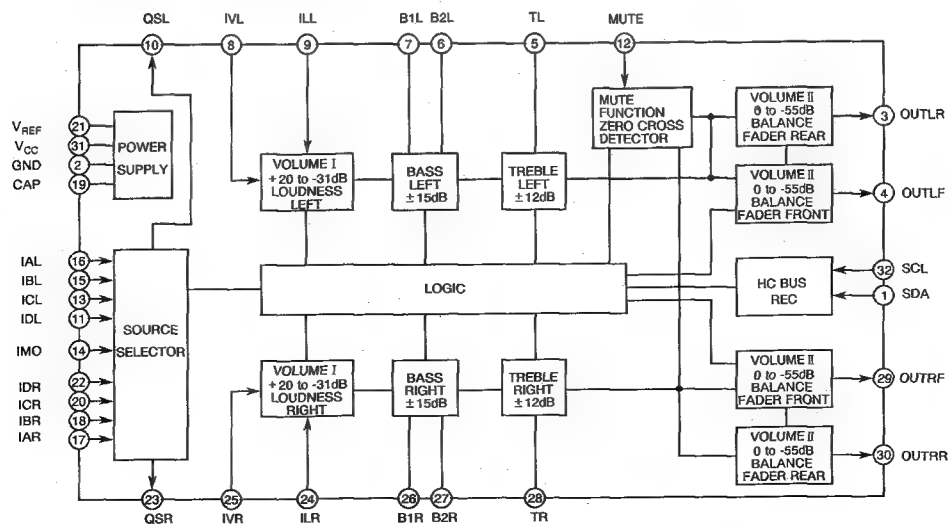 QSL IVL ILL B1L B2L TL MUTE
10 8 9 7 6 5 12
VREF 21
VCC 31
GND 2
CAP 19
POWER
SUPPLY
MUTE
FUNCTION
ZERO CROSS
DETECTOR
VOLUME II
0 to -55dB
BALANCE
FADER REAR
3 OUTLR
VOLUME I
+20 to -31dB
LOUDNESS
LEFT
BASS
LEFT
±15dB
TREBLE
LEFT
±12dB
VOLUME II
0 to -55dB
BALANCE
FADER FRONT
4 OUTLF
IAL 16
IBL 15
ICL 13
IDL 11
IMO 14
IDR 22
ICR 20
IBR 18
IAR 17
SOURCE
SELECTOR
LOGIC
HC BUS
REC
32 SCL
1 SDA
VOLUME I
+20 to -31dB
LOUDNESS
RIGHT
BASS
RIGHT
±15dB
TREBLE
RIGHT
±12dB
VOLUME II
0 to -55dB
BALANCE
FADER FRONT
29 OUTRF
VOLUME II
0 to -55dB
BALANCE
FADER REAR
30 OUTRR
23 25 24 26 27 28
QSR IVR ILR B1R B2R TR